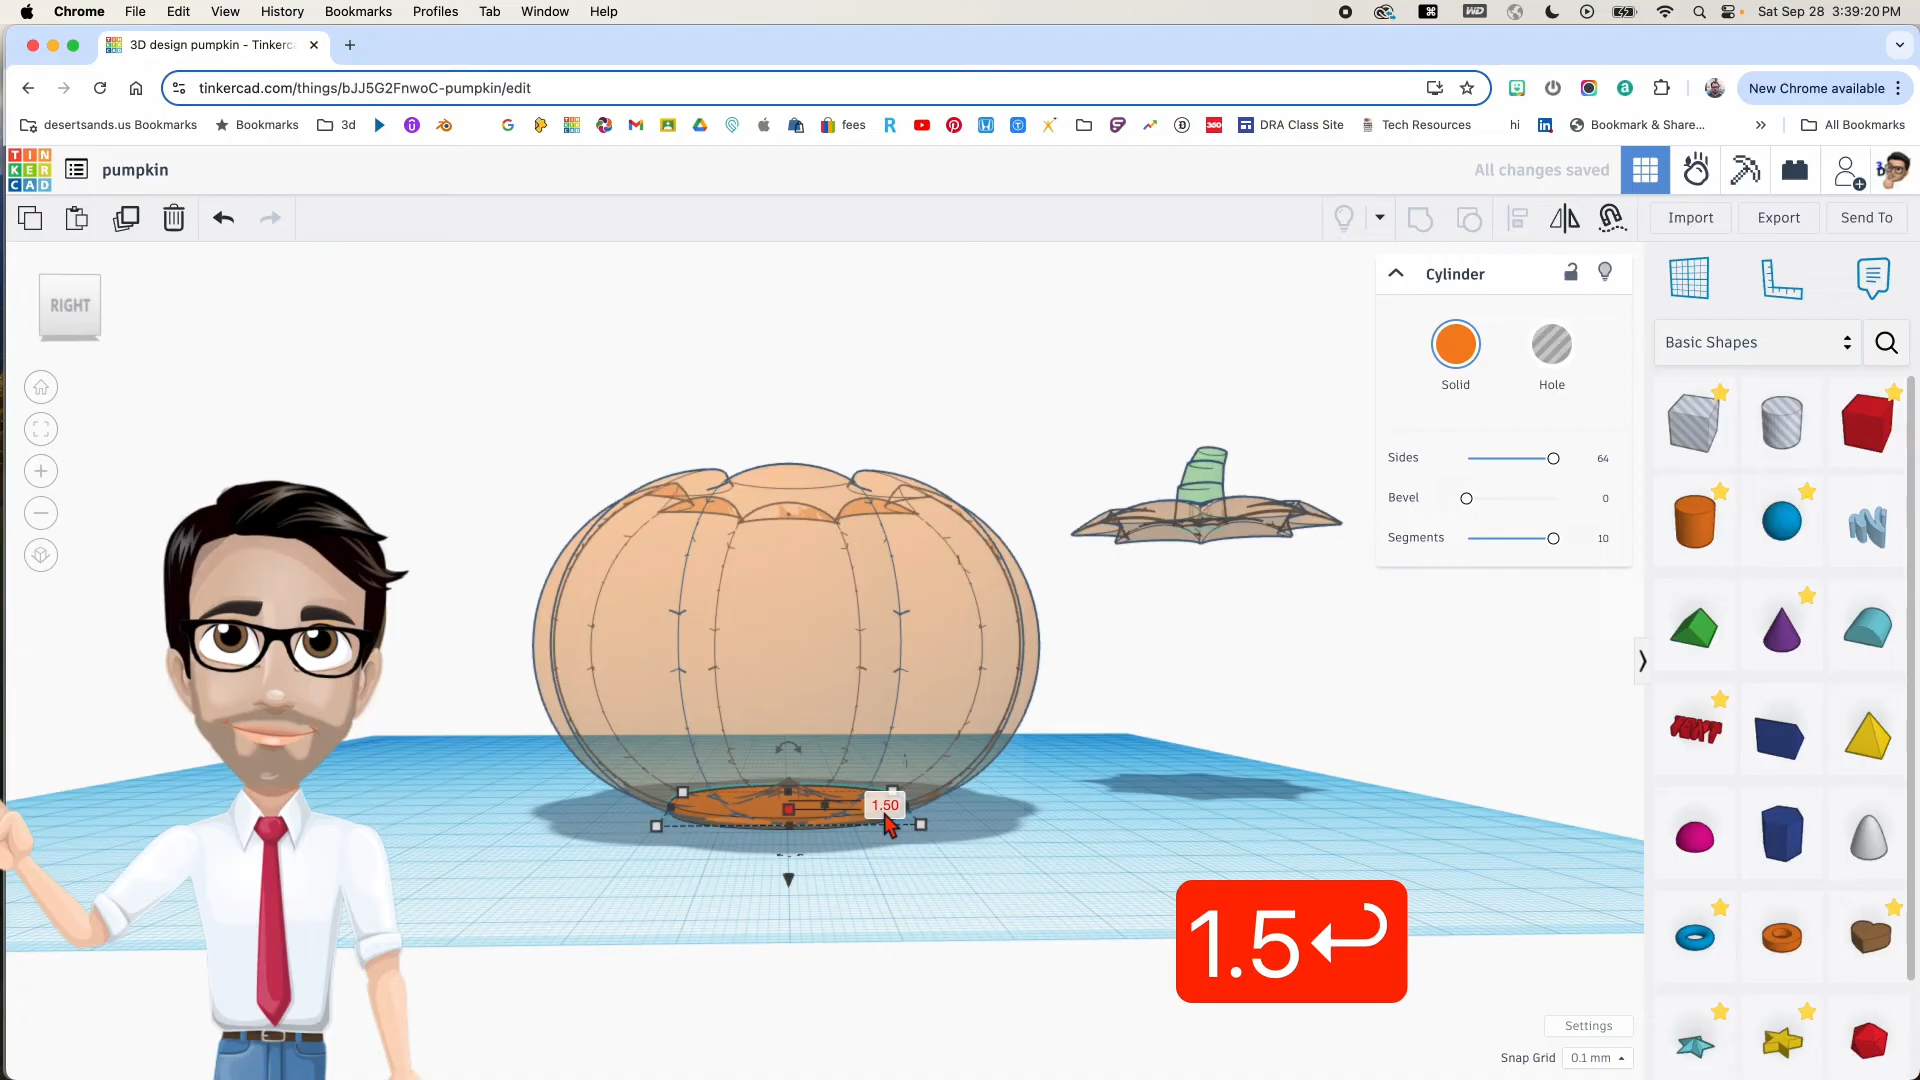 Chrome File Edit View History Bookmarks Profiles Tab Window Help
WD
Sat Sep 28 3:39:20 PM
3D design pumpkin - Tinkerc
tinkercad.com/things/bJJ5G2FnwoC-pumpkin/edit
New Chrome available
desertsands.us Bookmarks Bookmarks 3d fees DRA Class Site Tech Resources hi Bookmark & Share... All Bookmarks
TIN
KER
CAD
pumpkin
All changes saved
Import Export Send To
RIGHT
Cylinder
Solid Hole
Sides 64
Bevel 0
Segments 10
Basic Shapes
TEXT
1.50
1.5
Settings
Snap Grid 0.1 mm